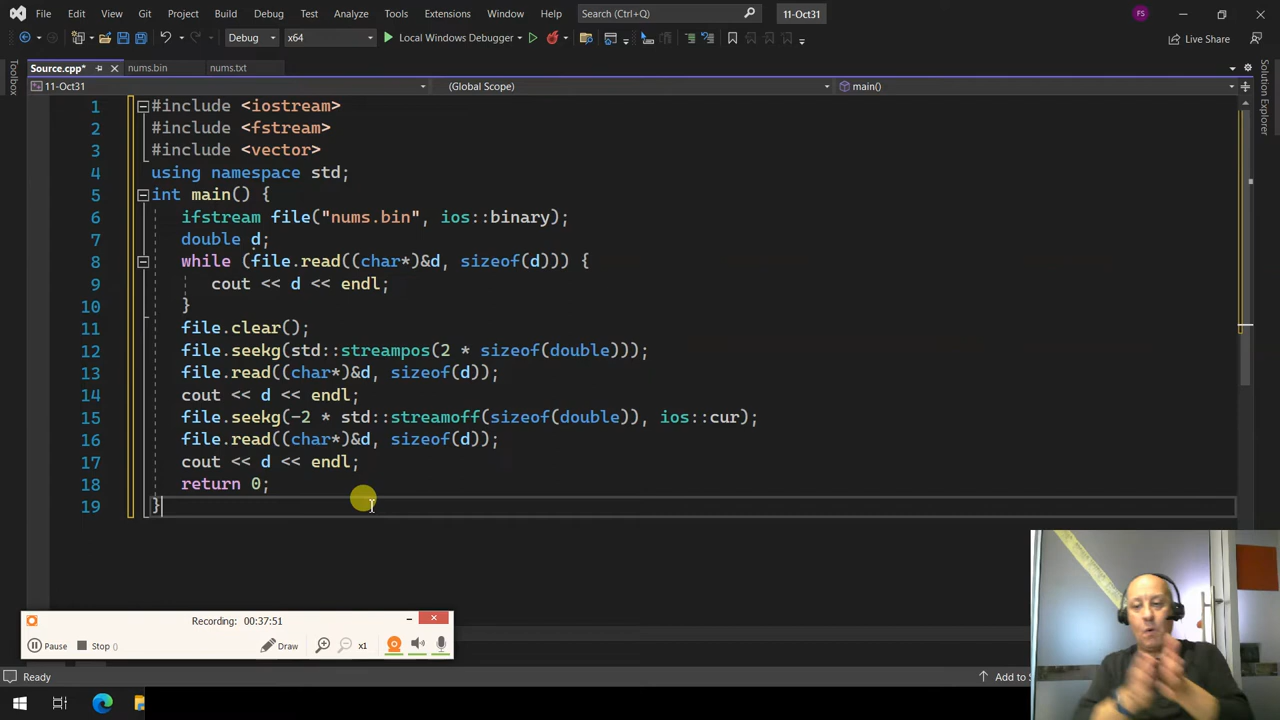 File Edit View Git Project Build Debug Test Analyze Tools Extensions Window Help Search (Ctrl+Q) 11-Oct31 FS
Debug x64 Local Windows Debugger Live Share
Source.cpp* nums.bin nums.txt
11-Oct31 (Global Scope) main()
Toolbox
Solution Explorer
1 #include <iostream>
2 #include <fstream>
3 #include <vector>
4 using namespace std;
5 int main() {
6 ifstream file("nums.bin", ios::binary);
7 double d;
8 while (file.read((char*)&d, sizeof(d))) {
9 cout << d << endl;
10 }
11 file.clear();
12 file.seekg(std::streampos(2 * sizeof(double)));
13 file.read((char*)&d, sizeof(d));
14 cout << d << endl;
15 file.seekg(-2 * std::streamoff(sizeof(double)), ios::cur);
16 file.read((char*)&d, sizeof(d));
17 cout << d << endl;
18 return 0;
19 }
Recording: 00:37:51
Pause Stop () Draw x1
Ready Add to S